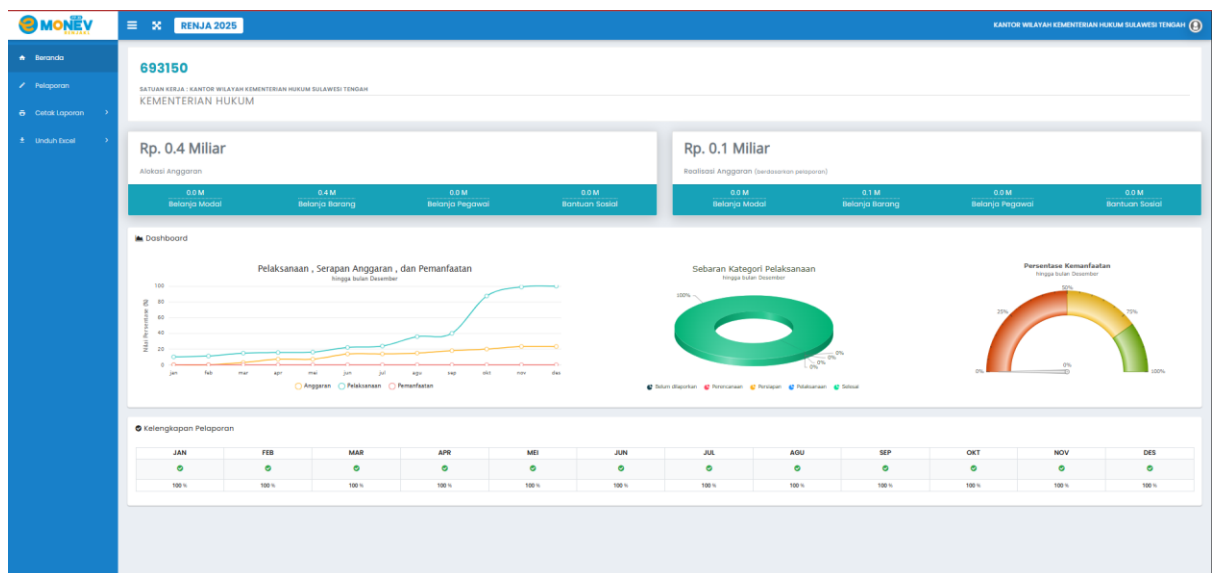 e MONEV
RENJAKL
RENJA 2025
KANTOR WILAYAH KEMENTERIAN HUKUM SULAWESI TENGAH
Beranda
Pelaporan
Cetak Laporan
Unduh Excel
693150
SATUAN KERJA : KANTOR WILAYAH KEMENTERIAN HUKUM SULAWESI TENGAH
KEMENTERIAN HUKUM
Rp. 0.4 Miliar
Alokasi Anggaran
0.0 M 0.4 M 0.0 M 0.0 M
Belanja Modal Belanja Barang Belanja Pegawai Bantuan Sosial
Rp. 0.1 Miliar
Realisasi Anggaran (berdasarkan pelaporan)
0.0 M 0.1 M 0.0 M 0.0 M
Belanja Modal Belanja Barang Belanja Pegawai Bantuan Sosial
Dashboard
Pelaksanaan , Serapan Anggaran , dan Pemanfaatan
hingga bulan Desember
Nilai Persentase (%)
100
80
60
40
20
0
jan feb mar apr mei jun jul agu sep okt nov des
Anggaran Pelaksanaan Pemanfaatan
Sebaran Kategori Pelaksanaan
hingga bulan Desember
100%
0%
0%
0%
0%
Belum dilaporkan Perencanaan Persiapan Pelaksanaan Selesai
Persentase Kemanfaatan
hingga bulan Desember
50%
20% 70%
0%
0% 100%
Kelengkapan Pelaporan
JAN FEB MAR APR MEI JUN JUL AGU SEP OKT NOV DES
100 % 100 % 100 % 100 % 100 % 100 % 100 % 100 % 100 % 100 % 100 % 100 %